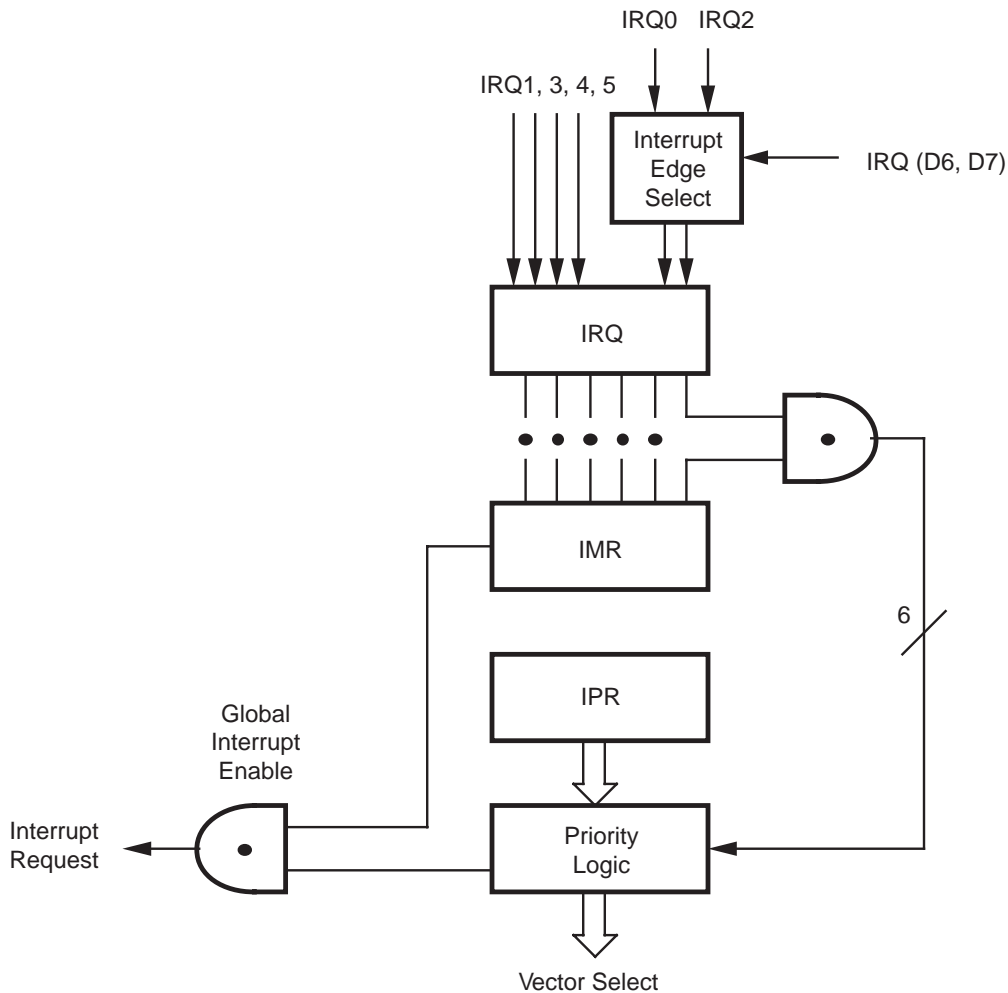 IRQ0 IRQ2
IRQ1, 3, 4, 5
Interrupt
Edge
Select
IRQ (D6, D7)
IRQ
IMR
6
IPR
Global
Interrupt
Enable
Interrupt
Request
Priority
Logic
Vector Select